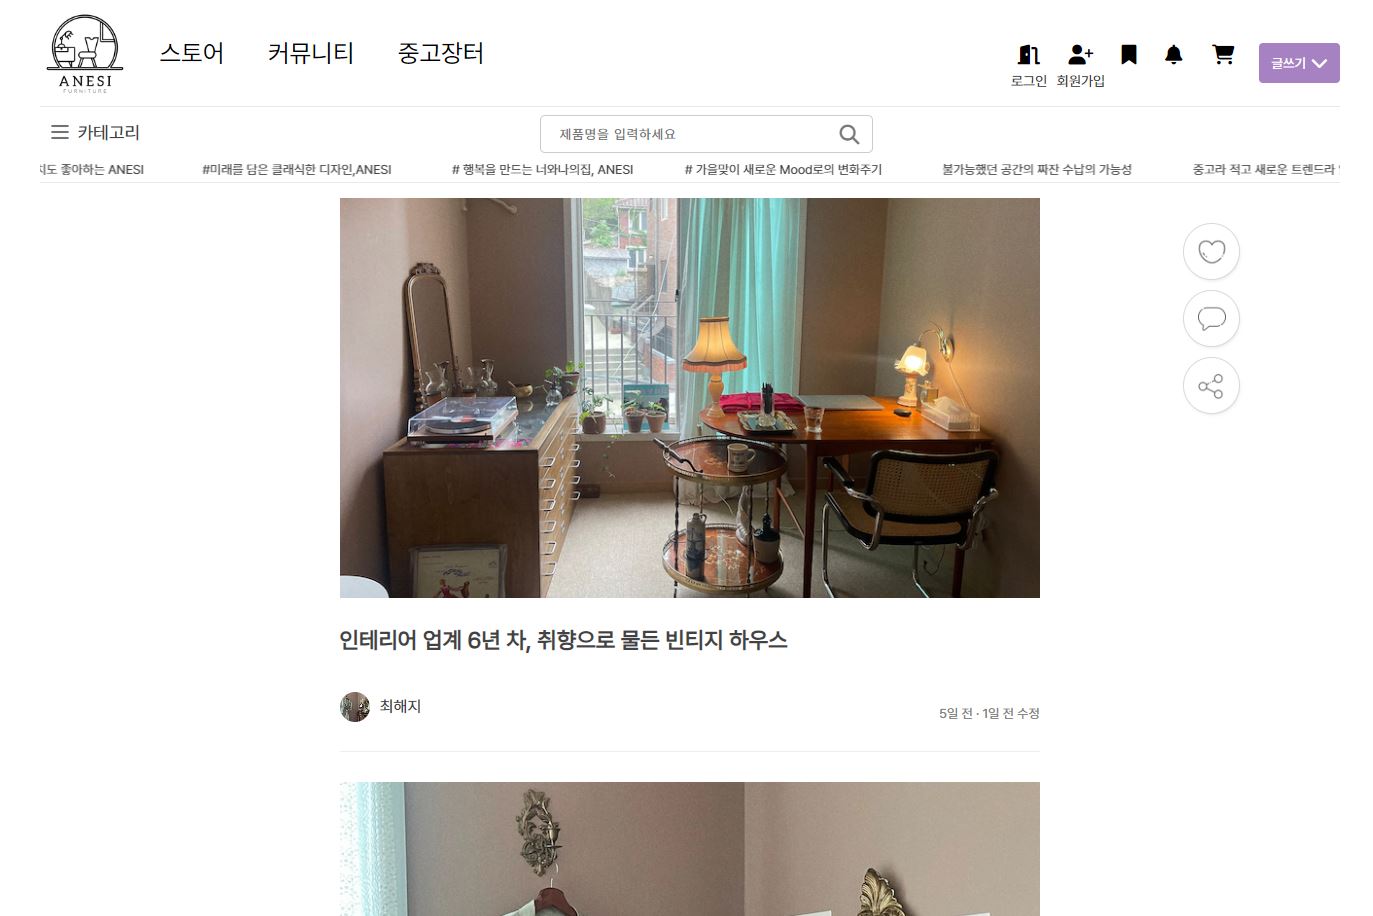 ANESI
FURNITURE
스토어
커뮤니티
중고장터
로그인
회원가입
글쓰기
카테고리
제품명을 입력하세요
도 좋아하는 ANESI
#미래를 담은 클래식한 디자인,ANESI
# 행복을 만드는 너와나의집, ANESI
# 가을맞이 새로운 Mood로의 변화주기
불가능했던 공간의 짜잔 수납의 가능성
중고라 적고 새로운 트렌드라
인테리어 업계 6년 차, 취향으로 물든 빈티지 하우스
최해지
5일 전 · 1일 전 수정